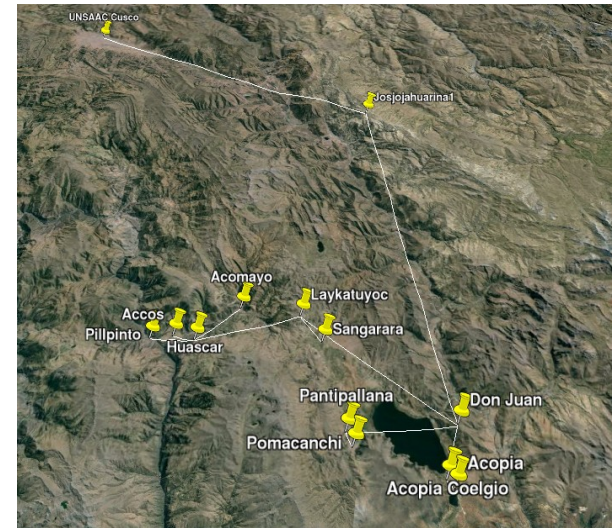 UNSAAC Cusco
Josjojahuarina1
Acomayo
Laykatuyoc
Accos
Sangarara
Pillpinto
Huascar
Pantipallana
Don Juan
Pomacanchi
Acopia
Acopia Coelgio